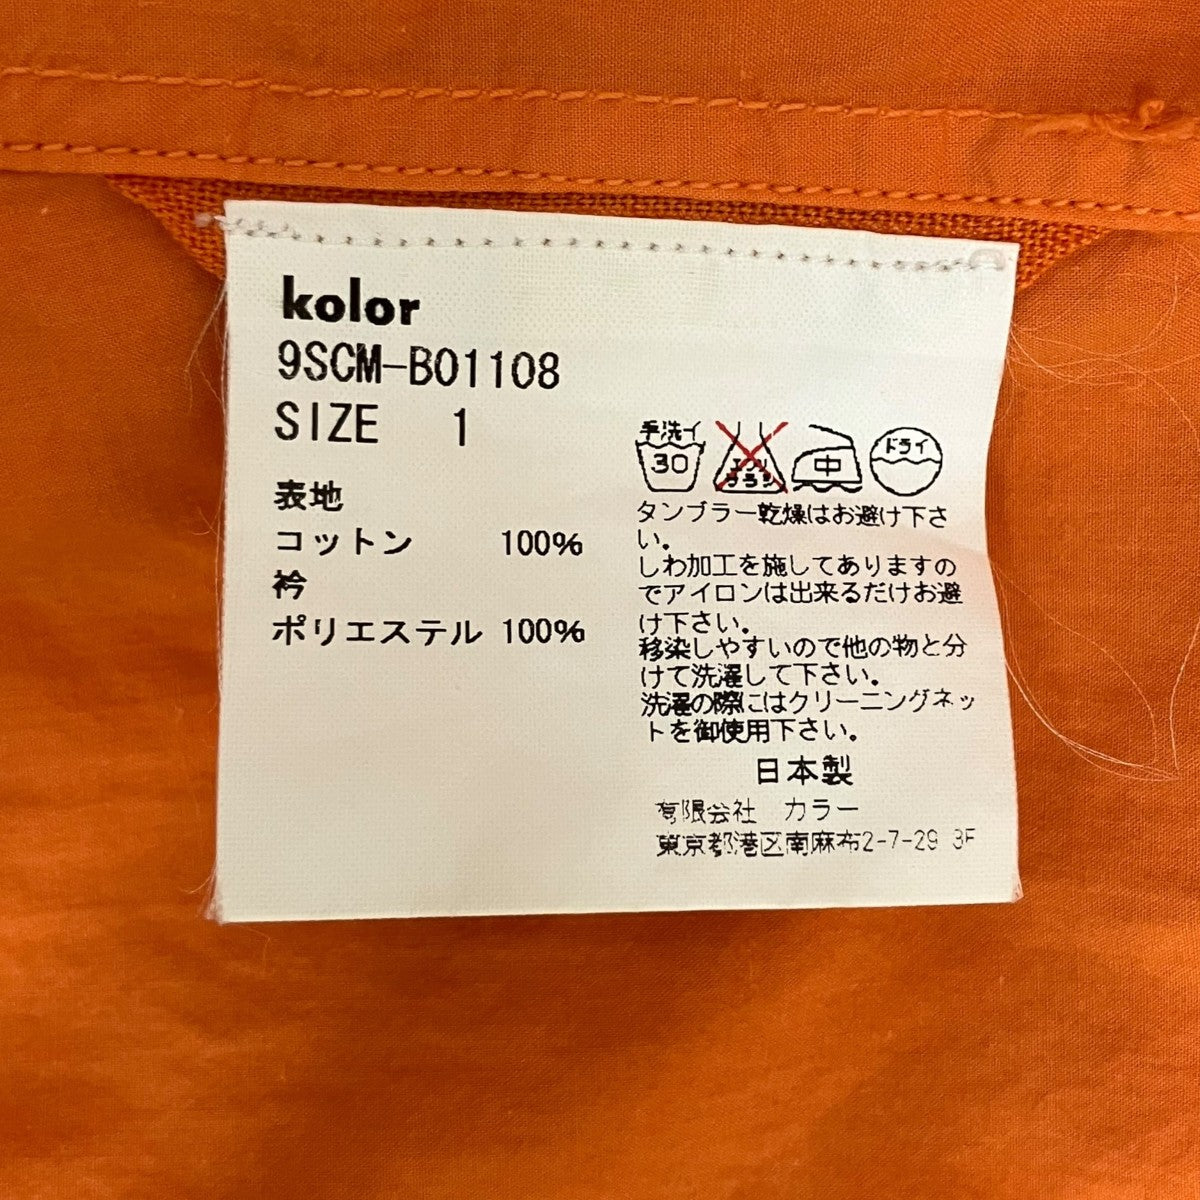 kolor
9SCM-B01108
SIZE 1
表地
コットン 100%
衿
ポリエステル 100%
手洗イ
30
エンソ
サラシ
中
ドライ
タンブラー乾燥はお避け下さ
い。
しわ加工を施してありますの
でアイロンは出来るだけお避
け下さい。
移染しやすいので他の物と分
けて洗濯して下さい。
洗濯の際にはクリーニングネッ
トを御使用下さい。
日本製
有限会社 カラー
東京都港区南麻布2-7-29 3F